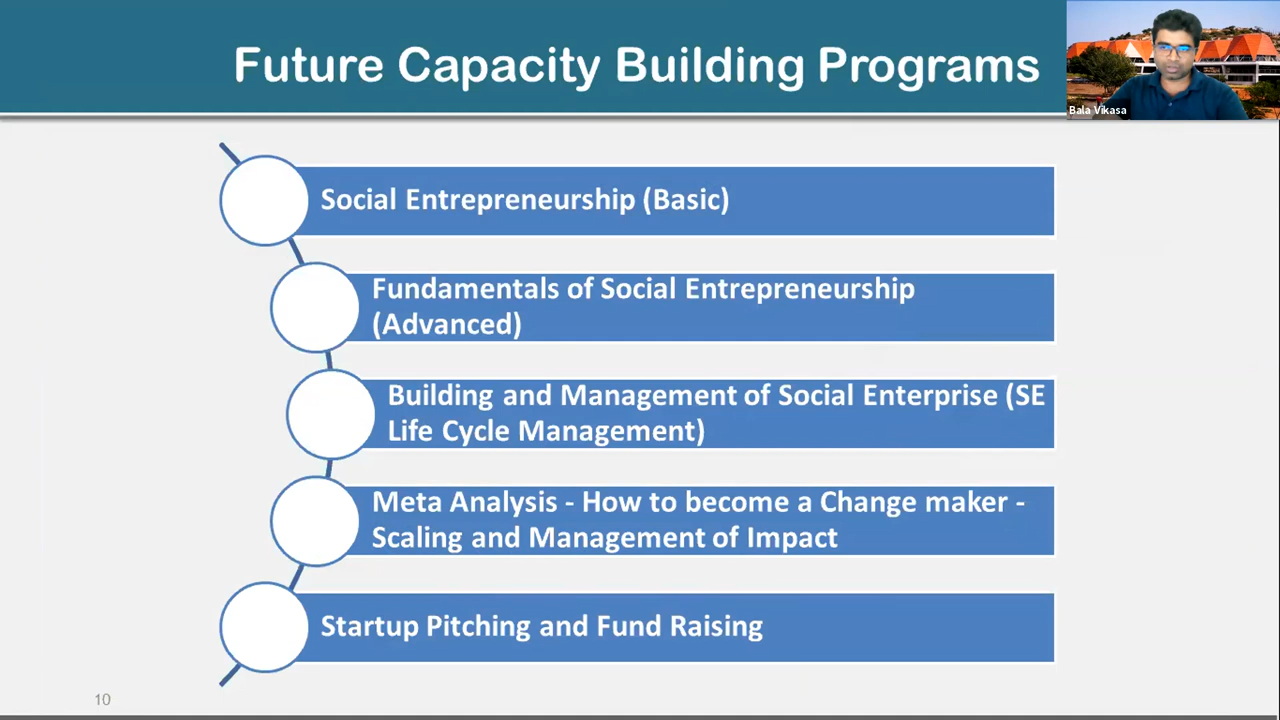 Future Capacity Building Programs
Bala Vikasa
Social Entrepreneurship (Basic)
Fundamentals of Social Entrepreneurship
(Advanced)
Building and Management of Social Enterprise (SE
Life Cycle Management)
Meta Analysis - How to become a Change maker -
Scaling and Management of Impact
Startup Pitching and Fund Raising
10